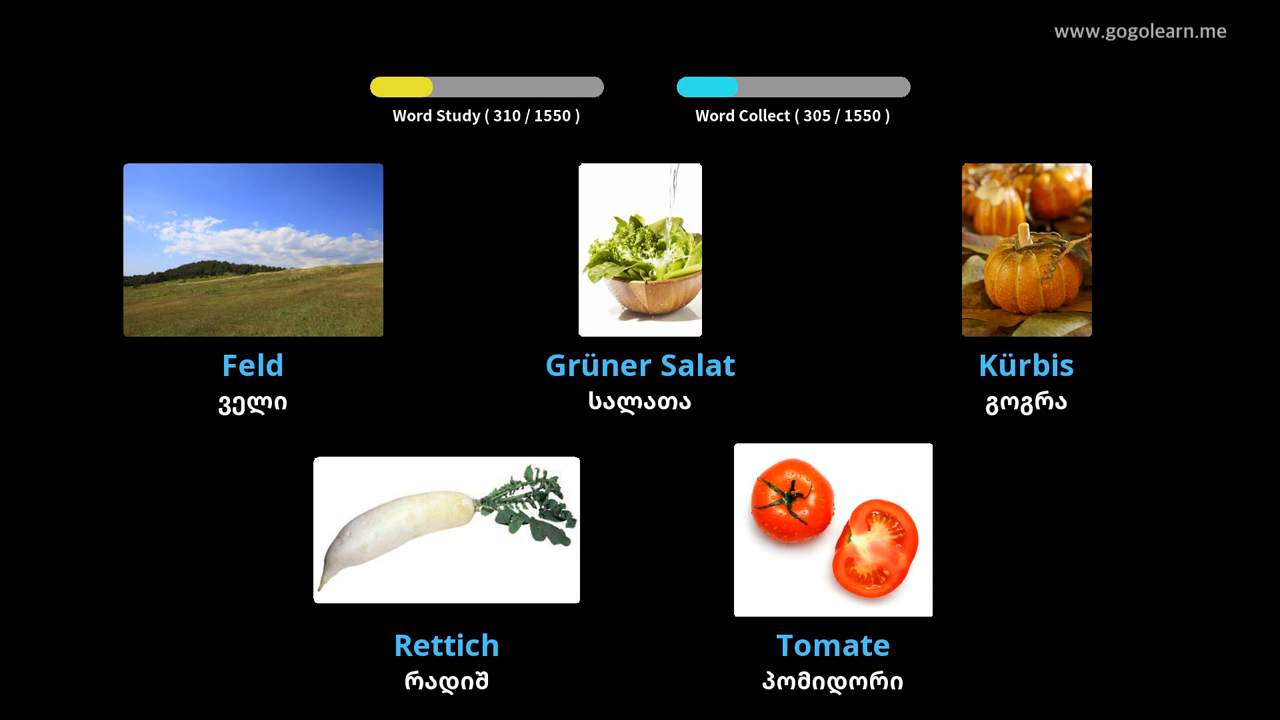 www.gogolearn.me
Word Study ( 310 / 1550 )
Word Collect ( 305 / 1550 )
Feld
ველი
Grüner Salat
სალათა
Kürbis
გოგრა
Rettich
რადიშ
Tomate
პომიდორი